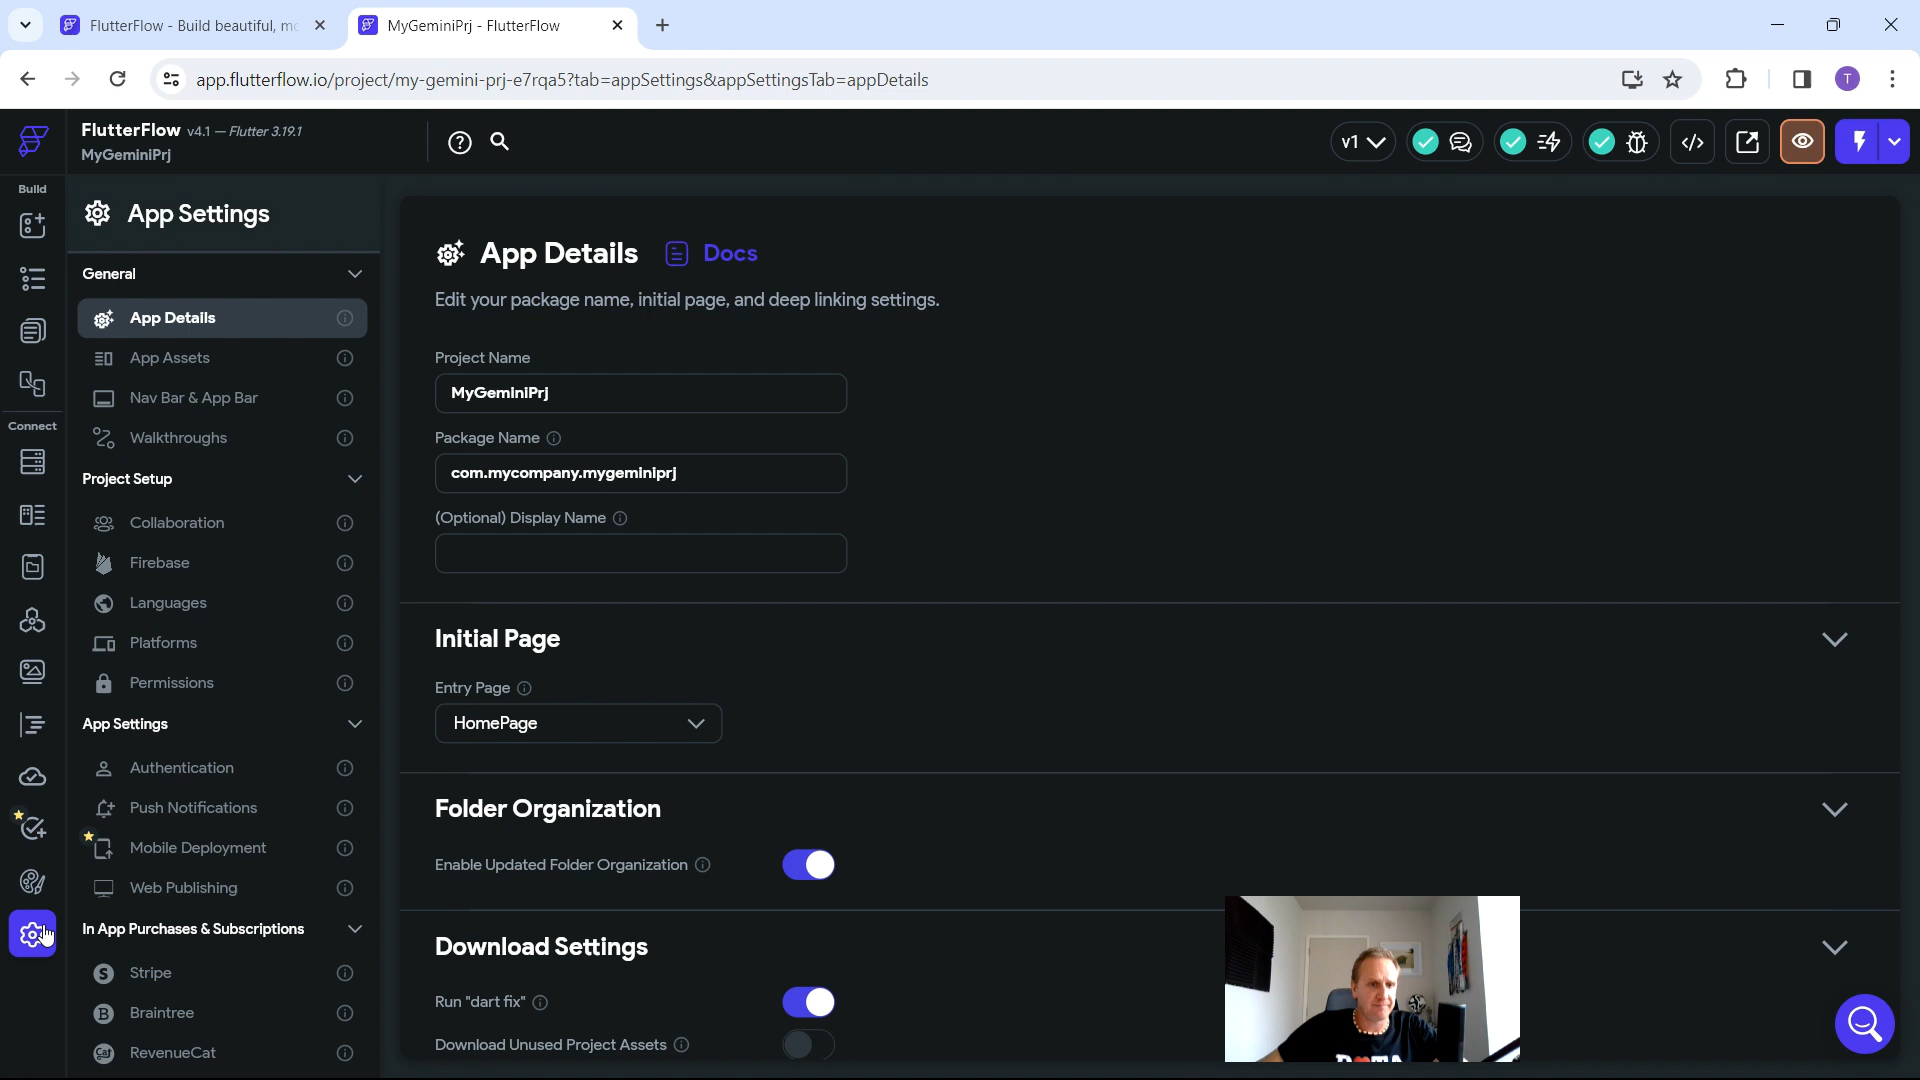 FlutterFlow - Build beautiful, mo
MyGeminiPrj - FlutterFlow
app.flutterflow.io/project/my-gemini-prj-e7rqa5?tab=appSettings&appSettingsTab=appDetails
T
FlutterFlow v4.1 — Flutter 3.19.1
MyGeminiPrj
v1
Build
Connect
App Settings
General
App Details
App Assets
Nav Bar & App Bar
Walkthroughs
Project Setup
Collaboration
Firebase
Languages
Platforms
Permissions
App Settings
Authentication
Push Notifications
Mobile Deployment
Web Publishing
In App Purchases & Subscriptions
Stripe
Braintree
RevenueCat
App Details
Docs
Edit your package name, initial page, and deep linking settings.
Project Name
MyGeminiPrj
Package Name
com.mycompany.mygeminiprj
(Optional) Display Name
Initial Page
Entry Page
HomePage
Folder Organization
Enable Updated Folder Organization
Download Settings
Run "dart fix"
Download Unused Project Assets